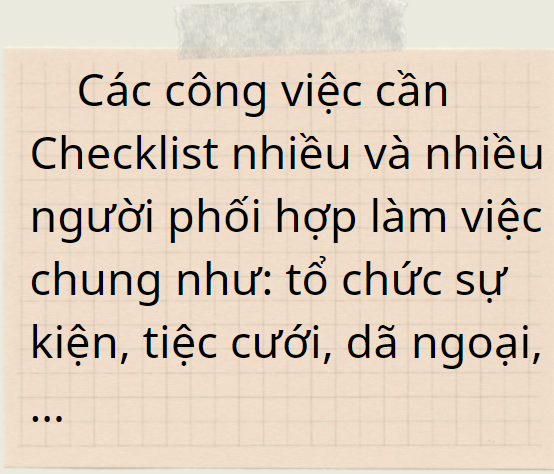 Các công việc cần
Checklist nhiều và nhiều
người phối hợp làm việc
chung như: tổ chức sự
kiện, tiệc cưới, dã ngoại,
...